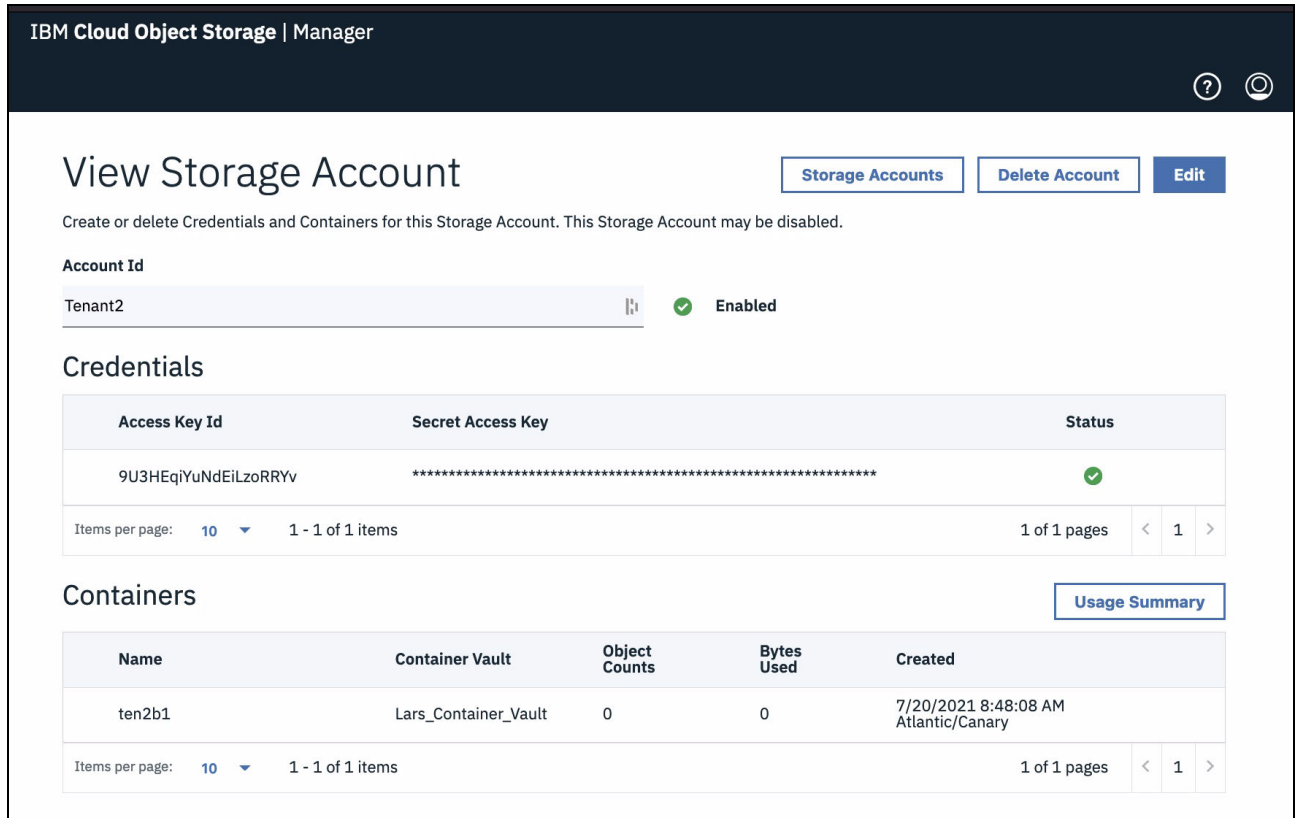 IBM Cloud Object Storage | Manager
View Storage Account
Storage Accounts
Delete Account
Edit
Create or delete Credentials and Containers for this Storage Account. This Storage Account may be disabled.
Account Id
Tenant2
Enabled
Credentials
Access Key Id Secret Access Key Status
9U3HEqiYuNdEiLzoRRYv ****************************************************************
Items per page: 10 1 - 1 of 1 items 1 of 1 pages < 1 >
Containers
Usage Summary
Name Container Vault Object Counts Bytes Used Created
ten2b1 Lars_Container_Vault 0 0 7/20/2021 8:48:08 AM Atlantic/Canary
Items per page: 10 1 - 1 of 1 items 1 of 1 pages < 1 >